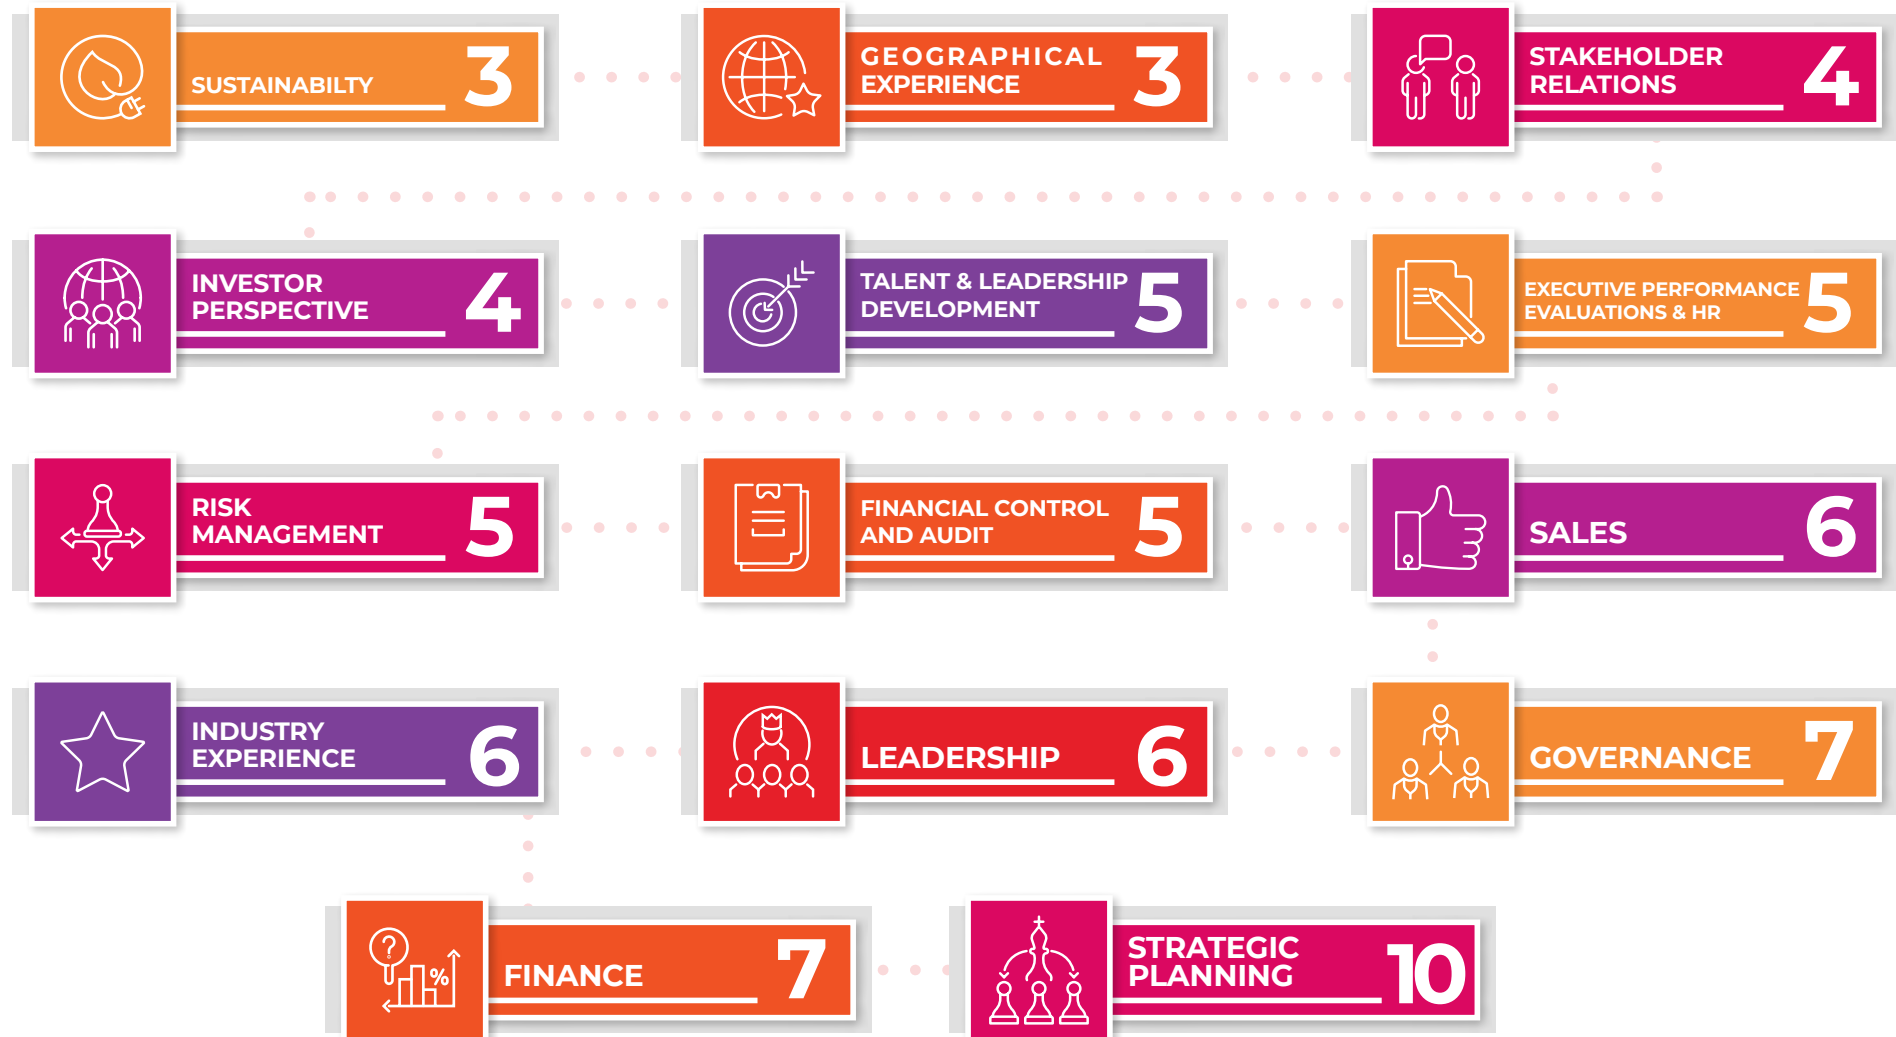 SUSTAINABILTY
3
GEOGRAPHICAL
EXPERIENCE
3
STAKEHOLDER
RELATIONS
4
INVESTOR
PERSPECTIVE
4
TALENT & LEADERSHIP
DEVELOPMENT
5
EXECUTIVE PERFORMANCE
EVALUATIONS & HR
5
RISK
MANAGEMENT
5
FINANCIAL CONTROL
AND AUDIT
5
SALES
6
INDUSTRY
EXPERIENCE
6
LEADERSHIP
6
GOVERNANCE
7
?
%
FINANCE
7
STRATEGIC
PLANNING
10